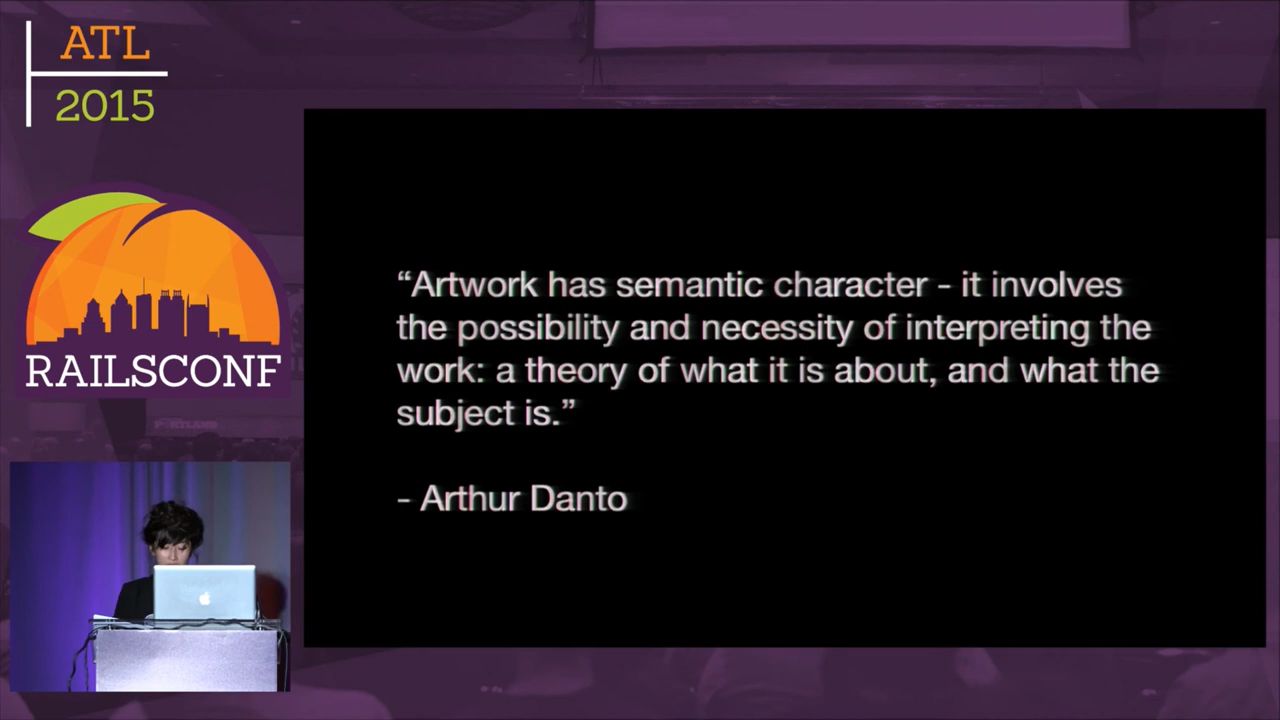 ATL
2015
RAILSCONF
“Artwork has semantic character - it involves
the possibility and necessity of interpreting the
work: a theory of what it is about, and what the
subject is.”
- Arthur Danto
PORTLAND